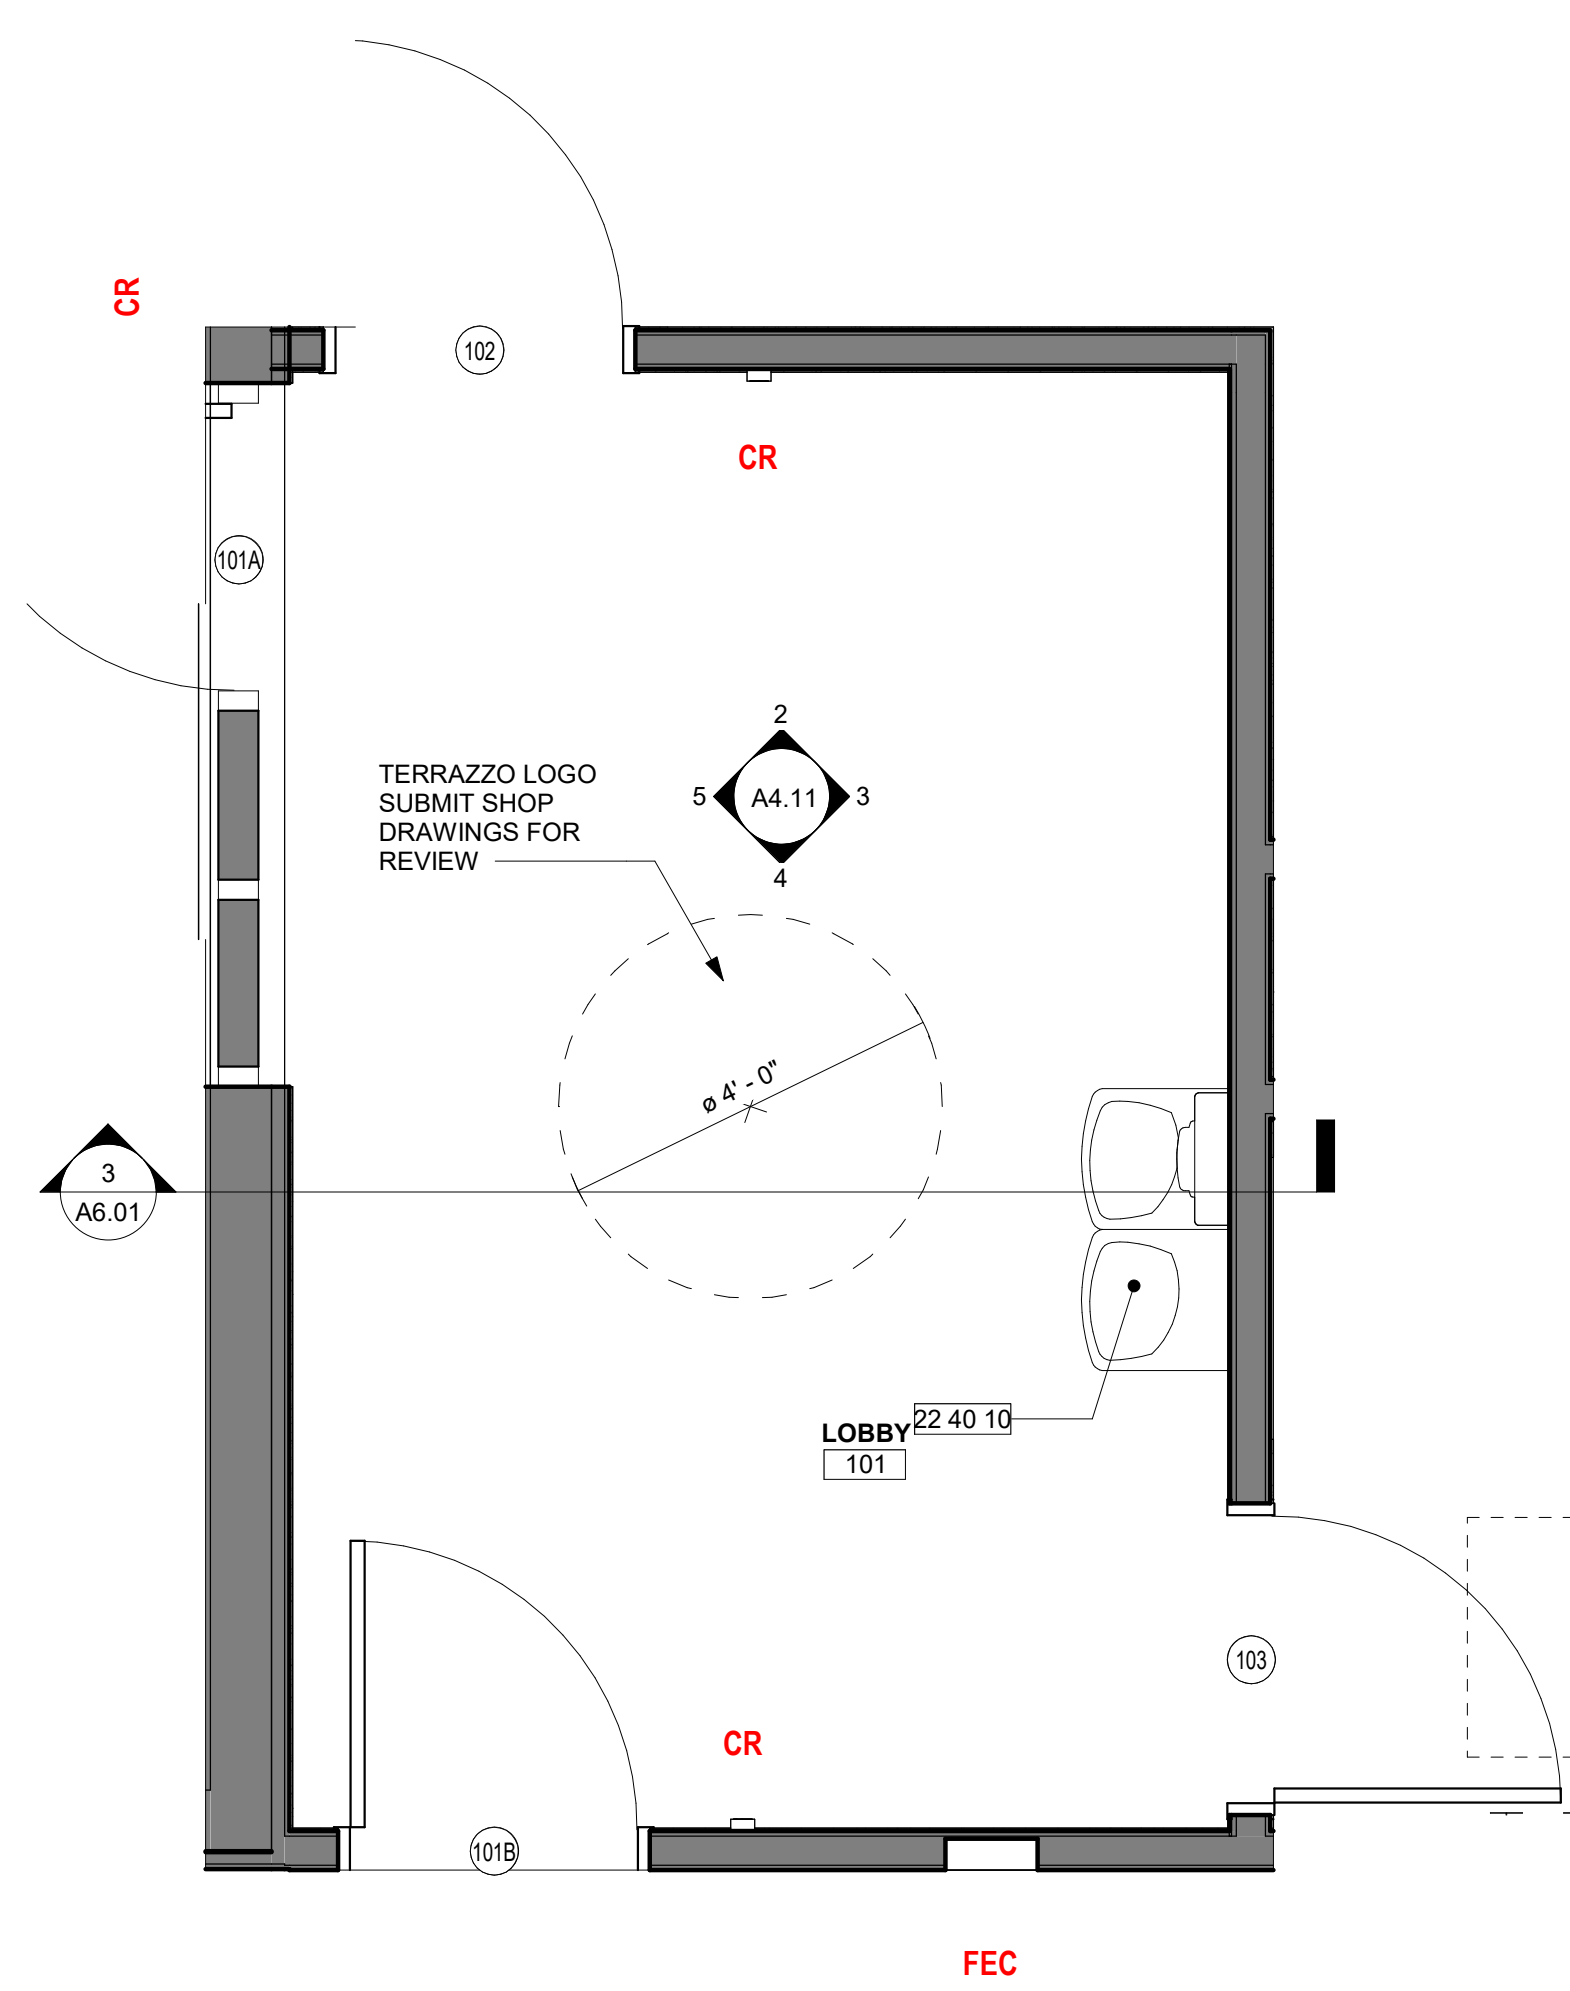 CR
102
CR
101A
2
TERRAZZO LOGO
SUBMIT SHOP
DRAWINGS FOR
REVIEW
5
A4.11
3
4
ø 4' - 0"
3
A6.01
22 40 10
LOBBY
101
103
CR
101B
FEC